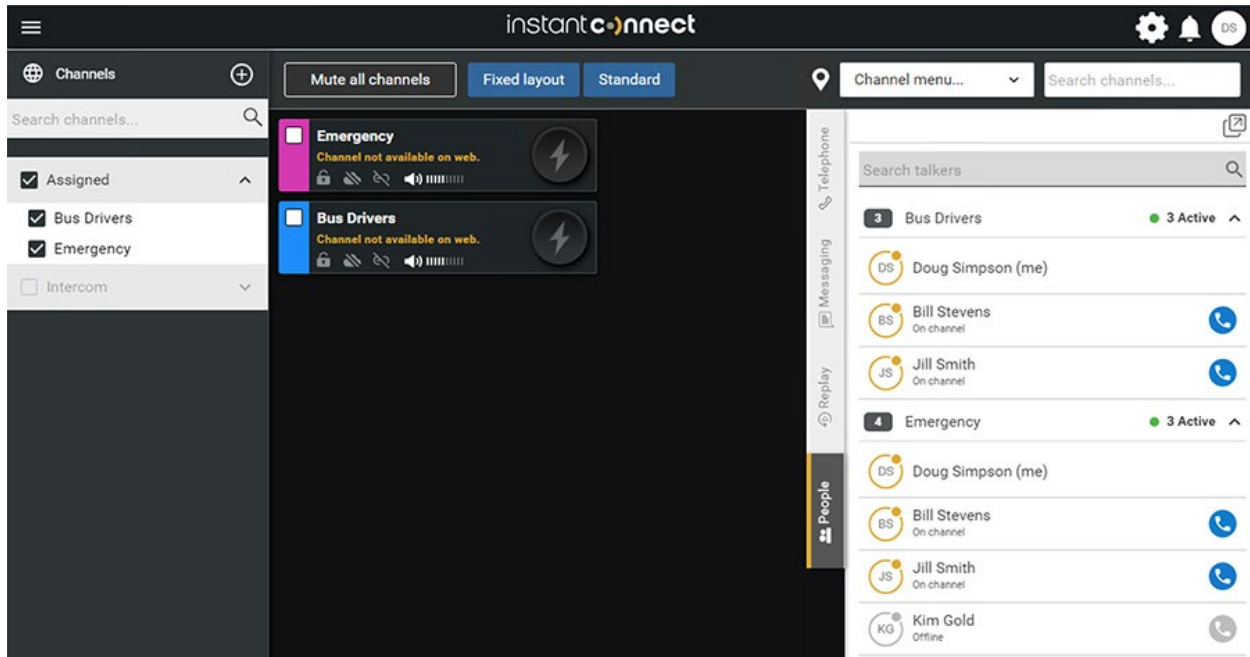 instantconnect
DS
Channels
Mute all channels
Fixed layout
Standard
Channel menu...
Search channels...
Search channels...
Assigned
Bus Drivers
Emergency
Intercom
Emergency
Channel not available on web.
Bus Drivers
Channel not available on web.
Telephone
Messaging
Replay
People
Search talkers
3 Bus Drivers 3 Active
DS Doug Simpson (me)
BS Bill Stevens
On channel
JS Jill Smith
On channel
4 Emergency 3 Active
DS Doug Simpson (me)
BS Bill Stevens
On channel
JS Jill Smith
On channel
KG Kim Gold
Offline